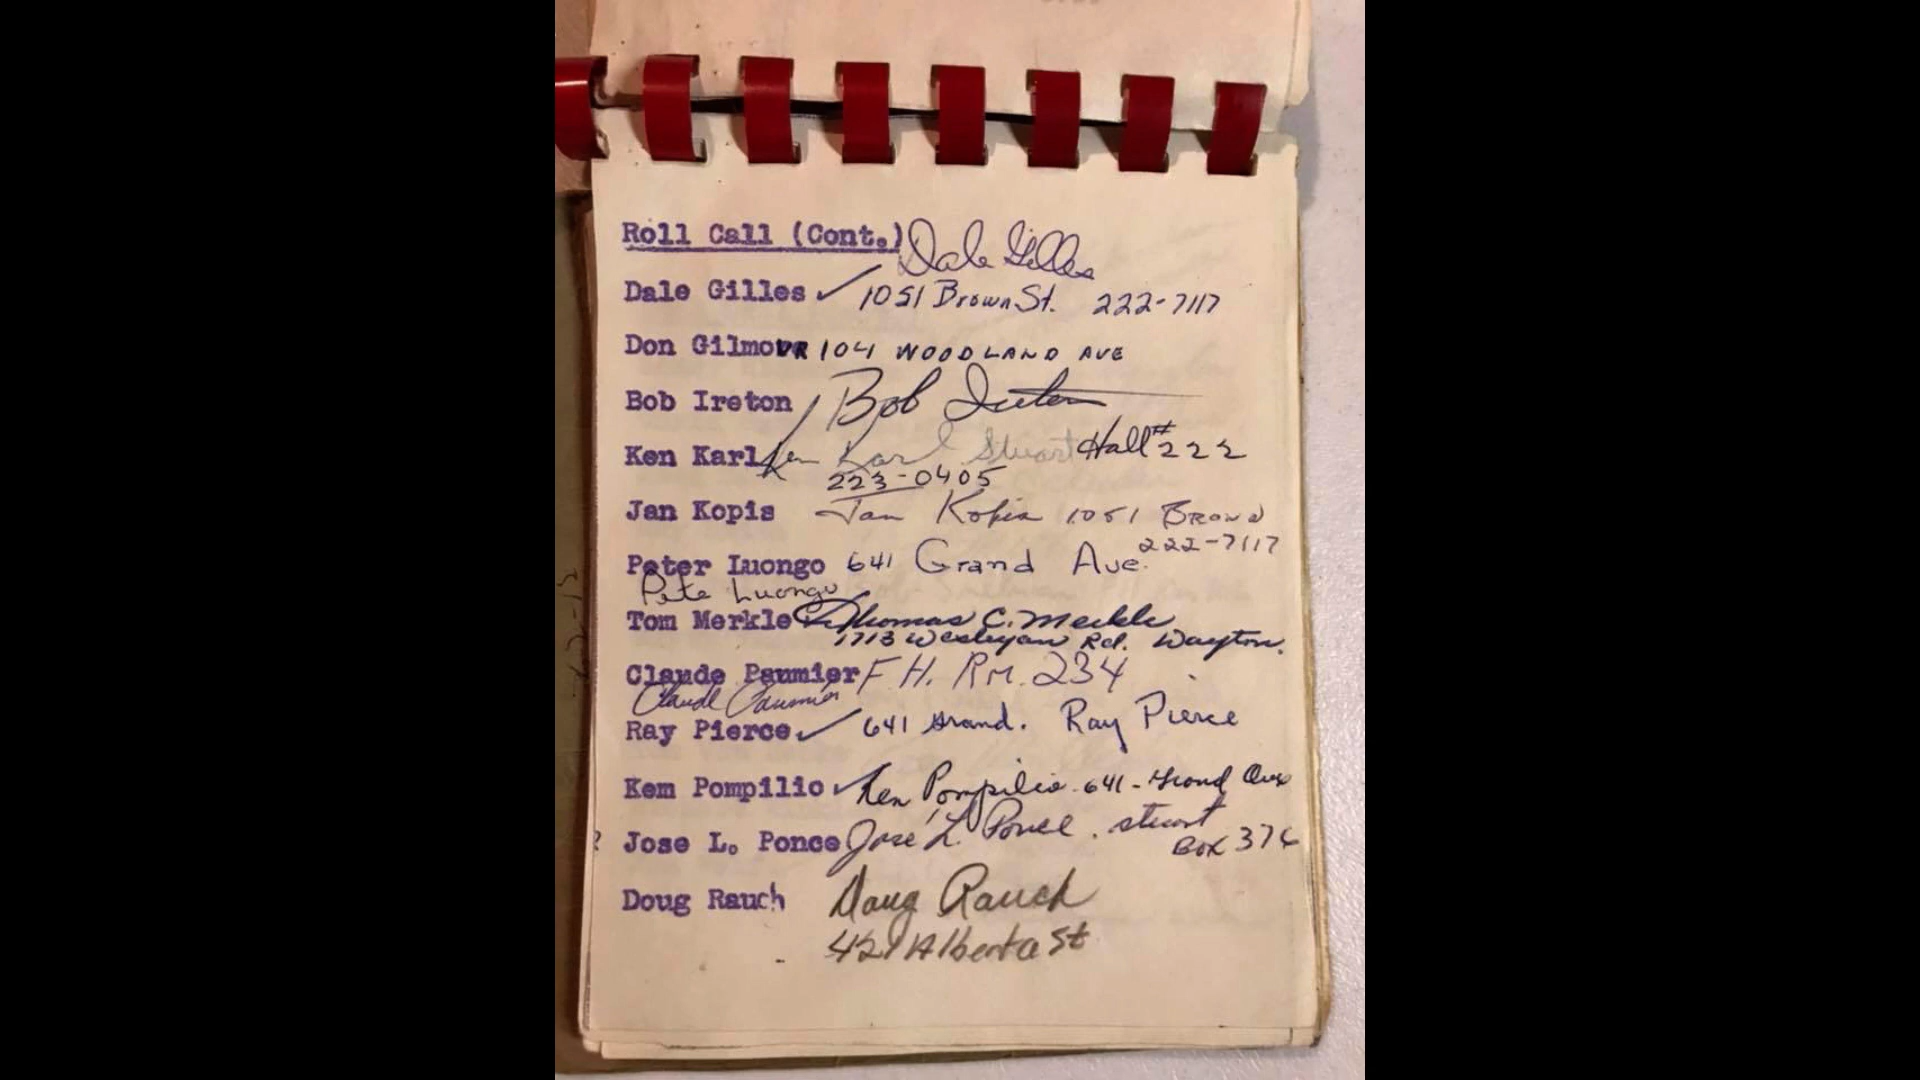 Roll Call (Cont.) Dale Gilles
Dale Gilles ✓ 1051 Brown St. 222-7117
Don GilmoUR 104 WOODLAND AVE
Bob Ireton Bob Ireton
Ken Karl Ken Karl Stuart Hall #222
223-0405
Jan Kopis Jan Kopis 1051 BROWN
222-7117
Peter Luongo 641 Grand Ave.
Pete Luongo
Tom Merkle Thomas C. Merkle
1713 Wesleyan Rd. Dayton.
Claude Paumier F H. RM. 234
Claude Paumier
Ray Pierce ✓ 641 Grand. Ray Pierce
Kem Pompilio ✓ Ken Pompilio 641 - Grand Ave
Jose L. Ponce Jose L. Ponce. stuart
BOX 376
Doug Rauch Doug Rauch
421 Alberta St